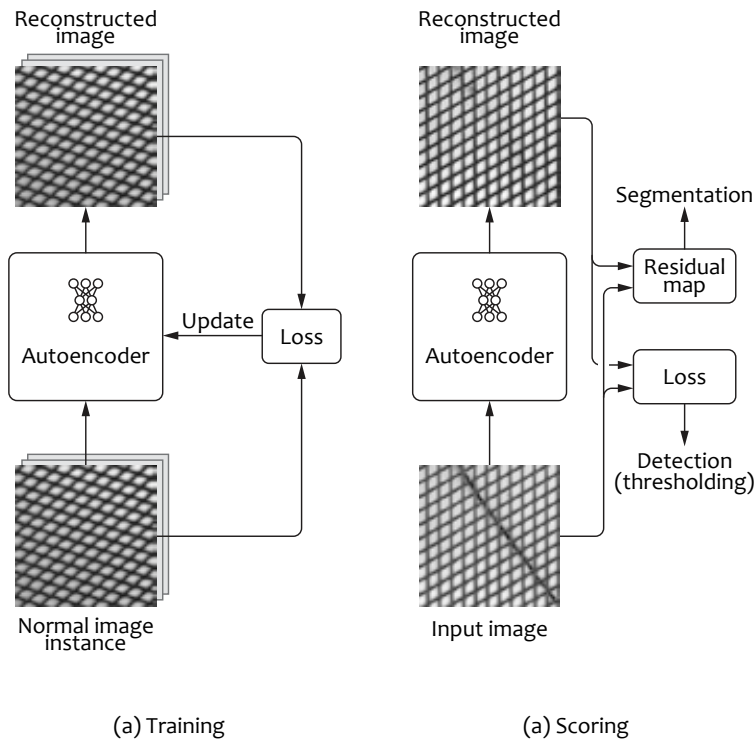 Reconstructed
image
Autoencoder
Update
Loss
Normal image
instance
(a) Training
Reconstructed
image
Segmentation
Residual
map
Autoencoder
Loss
Detection
(thresholding)
Input image
(a) Scoring